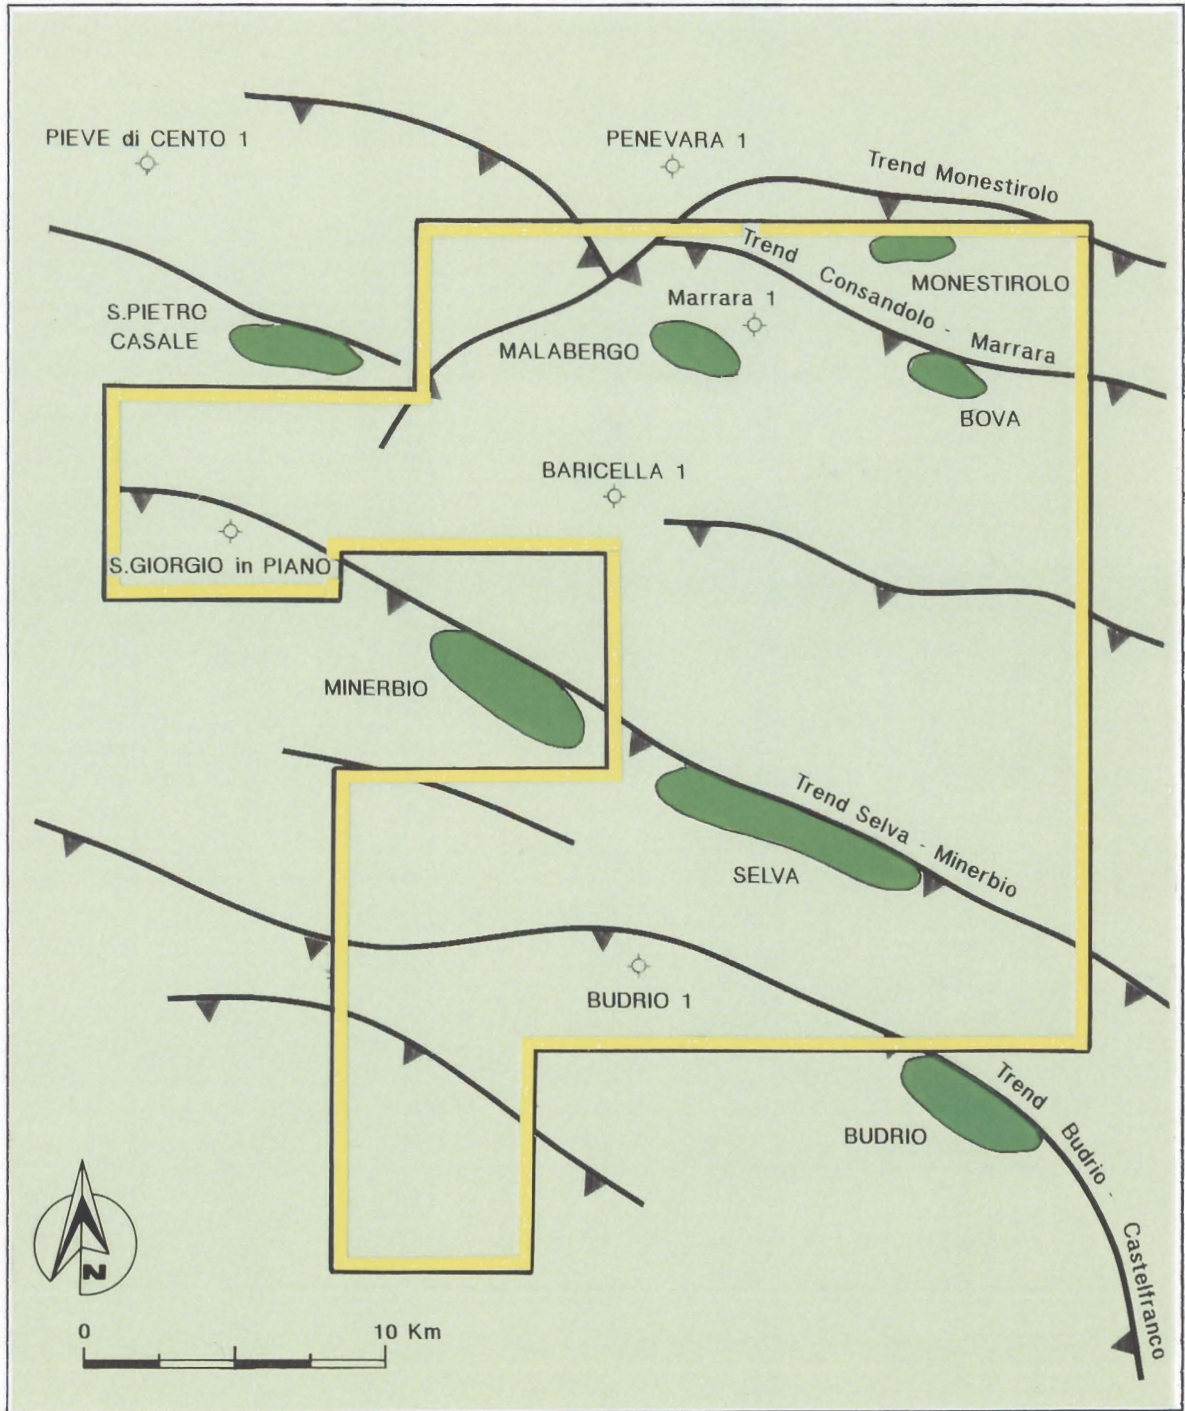 PIEVE di CENTO 1
PENEVARA 1
Trend Monestirolo
Trend Consandolo - Marrara
MONESTIROLO
S.PIETRO
CASALE
Marrara 1
MALABERGO
BOVA
BARICELLA 1
S.GIORGIO in PIANO
MINERBIO
Trend Selva - Minerbio
SELVA
BUDRIO 1
Trend Budrio - Castelfranco
BUDRIO
N
0 10 Km